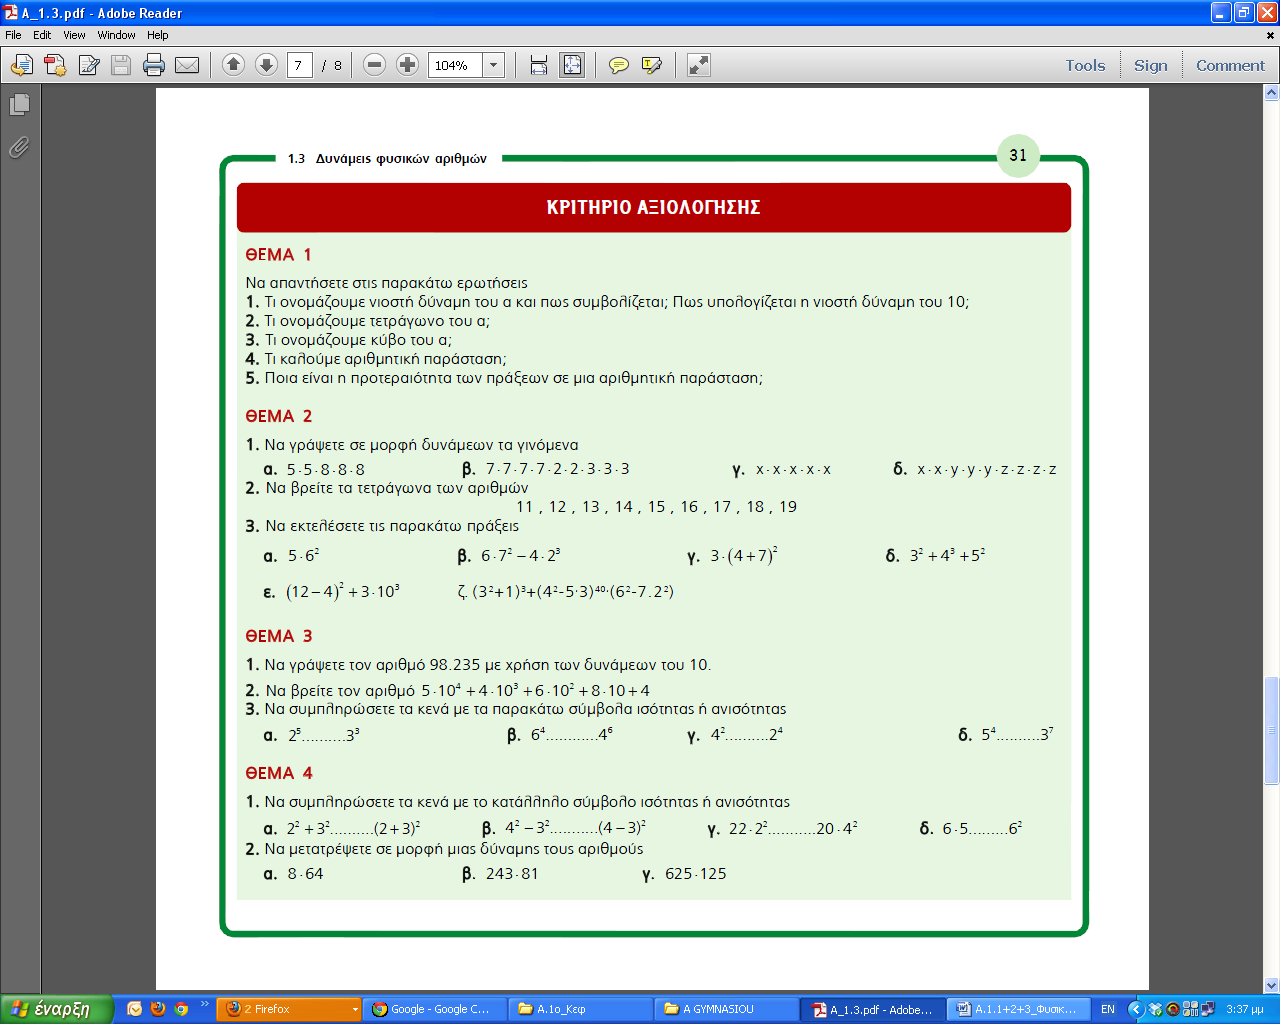 A_1.3.pdf - Adobe Reader
File Edit View Window Help
7 / 8 104% Tools Sign Comment
1.3 Δυνάμεις φυσικών αριθμών 31
ΚΡΙΤΗΡΙΟ ΑΞΙΟΛΟΓΗΣΗΣ
ΘΕΜΑ 1
Να απαντήσετε στις παρακάτω ερωτήσεις
1. Τι ονομάζουμε νιοστή δύναμη του α και πως συμβολίζεται; Πως υπολογίζεται η νιοστή δύναμη του 10;
2. Τι ονομάζουμε τετράγωνο του α;
3. Τι ονομάζουμε κύβο του α;
4. Τι καλούμε αριθμητική παράσταση;
5. Ποια είναι η προτεραιότητα των πράξεων σε μια αριθμητική παράσταση;
ΘΕΜΑ 2
1. Να γράψετε σε μορφή δυνάμεων τα γινόμενα
α. 5·5·8·8·8 β. 7·7·7·7·2·2·3·3·3 γ. x·x·x·x·x δ. x·x·y·y·y·z·z·z·z
2. Να βρείτε τα τετράγωνα των αριθμών
11 , 12 , 13 , 14 , 15 , 16 , 17 , 18 , 19
3. Να εκτελέσετε τις παρακάτω πράξεις
α. 5·6² β. 6·7² – 4·2³ γ. 3·(4+7)² δ. 3² + 4³ + 5²
ε. (12 – 4)² + 3·10³ ζ. (3²+1)³+(4²-5·3)⁴⁰·(6²-7.2²)
ΘΕΜΑ 3
1. Να γράψετε τον αριθμό 98.235 με χρήση των δυνάμεων του 10.
2. Να βρείτε τον αριθμό 5·10⁴ + 4·10³ + 6·10² + 8·10 + 4
3. Να συμπληρώσετε τα κενά με τα παρακάτω σύμβολα ισότητας ή ανισότητας
α. 2⁵..........3³ β. 6⁴............4⁶ γ. 4²..........2⁴ δ. 5⁴..........3⁷
ΘΕΜΑ 4
1. Να συμπληρώσετε τα κενά με το κατάλληλο σύμβολο ισότητας ή ανισότητας
α. 2² + 3²..........(2+3)² β. 4² – 3²...........(4 – 3)² γ. 22·2²...........20·4² δ. 6·5.........6²
2. Να μετατρέψετε σε μορφή μιας δύναμης τους αριθμούς
α. 8·64 β. 243·81 γ. 625·125
έναρξη 2 Firefox Google - Google C... Α.1ο_Κεφ A GYMNASIOU A_1.3.pdf - Adobe... Α.1.1+2+3_Φυσικ... EN 3:37 μμ